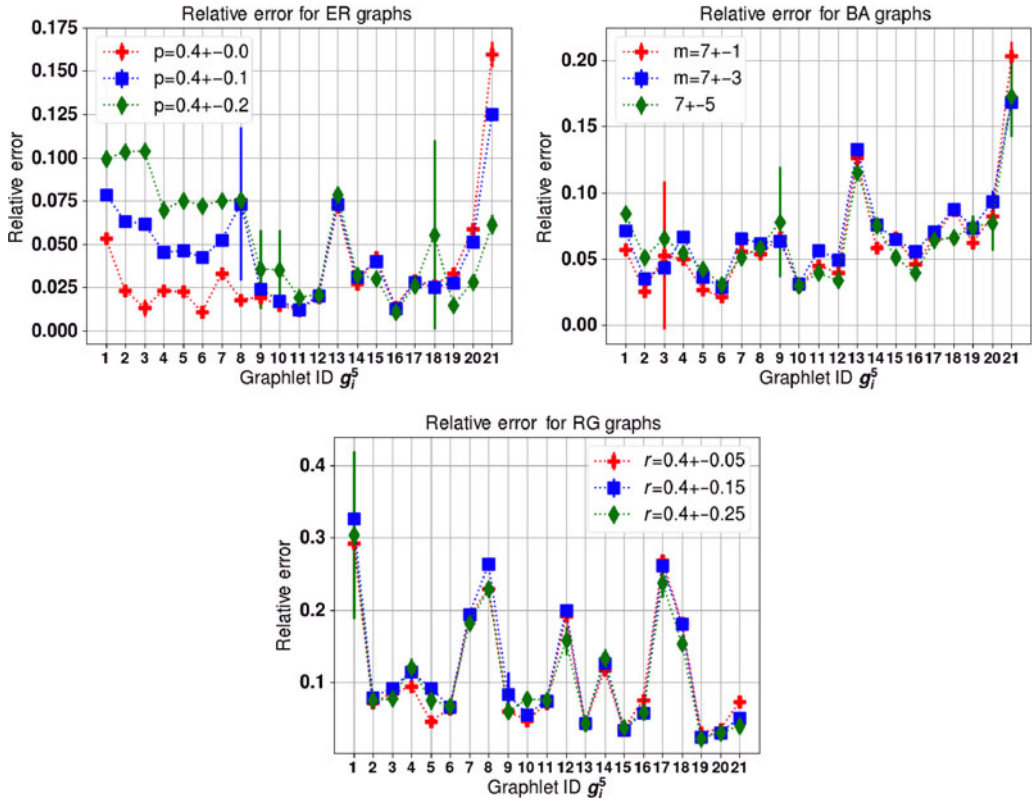 Relative error for ER graphs
Relative error
0.175
0.150
0.125
0.100
0.075
0.050
0.025
0.000
p=0.4+−0.0
p=0.4+−0.1
p=0.4+−0.2
1 2 3 4 5 6 7 8 9 10 11 12 13 14 15 16 17 18 19 20 21
Graphlet ID g_i^5
Relative error for BA graphs
Relative error
0.20
0.15
0.10
0.05
0.00
m=7+−1
m=7+−3
7+−5
1 2 3 4 5 6 7 8 9 10 11 12 13 14 15 16 17 18 19 20 21
Graphlet ID g_i^5
Relative error for RG graphs
Relative error
0.4
0.3
0.2
0.1
r=0.4+−0.05
r=0.4+−0.15
r=0.4+−0.25
1 2 3 4 5 6 7 8 9 10 11 12 13 14 15 16 17 18 19 20 21
Graphlet ID g_i^5